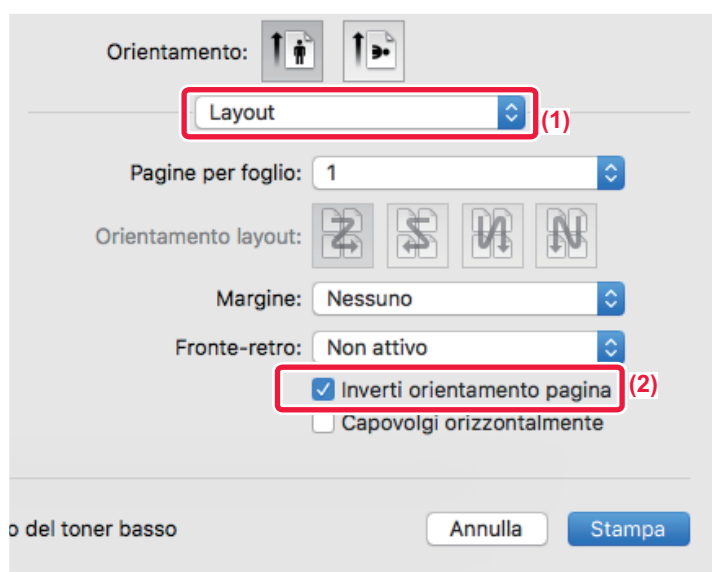 Orientamento:
Layout
(1)
Pagine per foglio: 1
Orientamento layout:
Margine: Nessuno
Fronte-retro: Non attivo
Inverti orientamento pagina (2)
Capovolgi orizzontalmente
o del toner basso Annulla Stampa